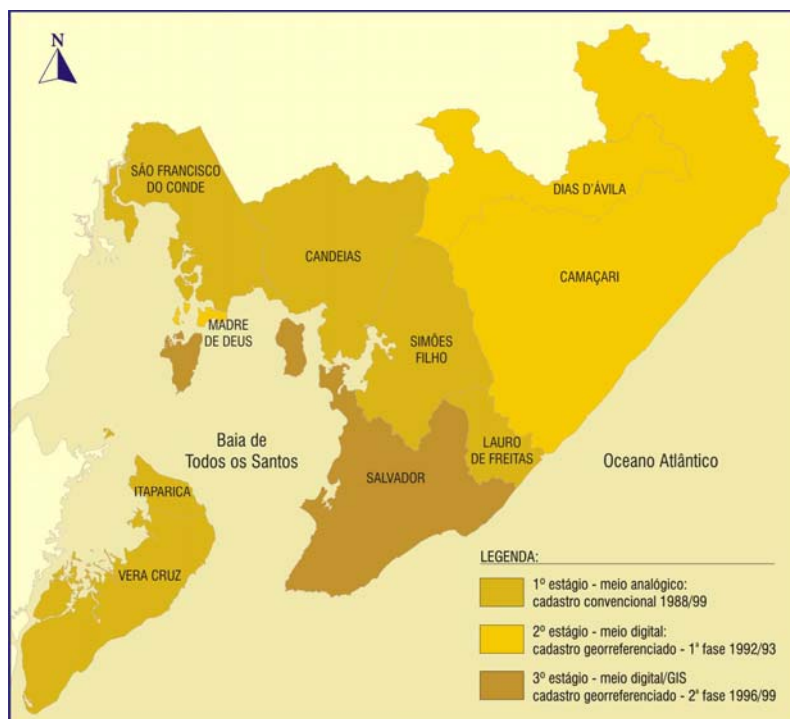 N
SÃO FRANCISCO
DO CONDE
DIAS D'ÁVILA
CANDEIAS
CAMAÇARI
MADRE
DE DEUS
SIMÕES
FILHO
Baia de
Todos os Santos
LAURO
DE FREITAS
Oceano Atlântico
SALVADOR
ITAPARICA
VERA CRUZ
LEGENDA:
1º estágio - meio analógico:
cadastro convencional 1988/99
2º estágio - meio digital:
cadastro georreferenciado - 1ª fase 1992/93
3º estágio - meio digital/GIS
cadastro georreferenciado - 2ª fase 1996/99